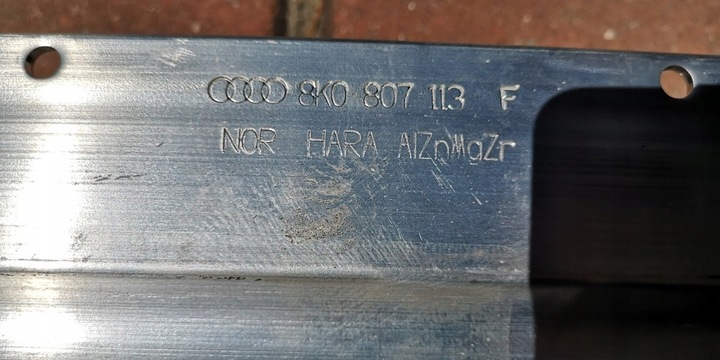 8K0 807 113 F
NOR HARA AlZnMgZr